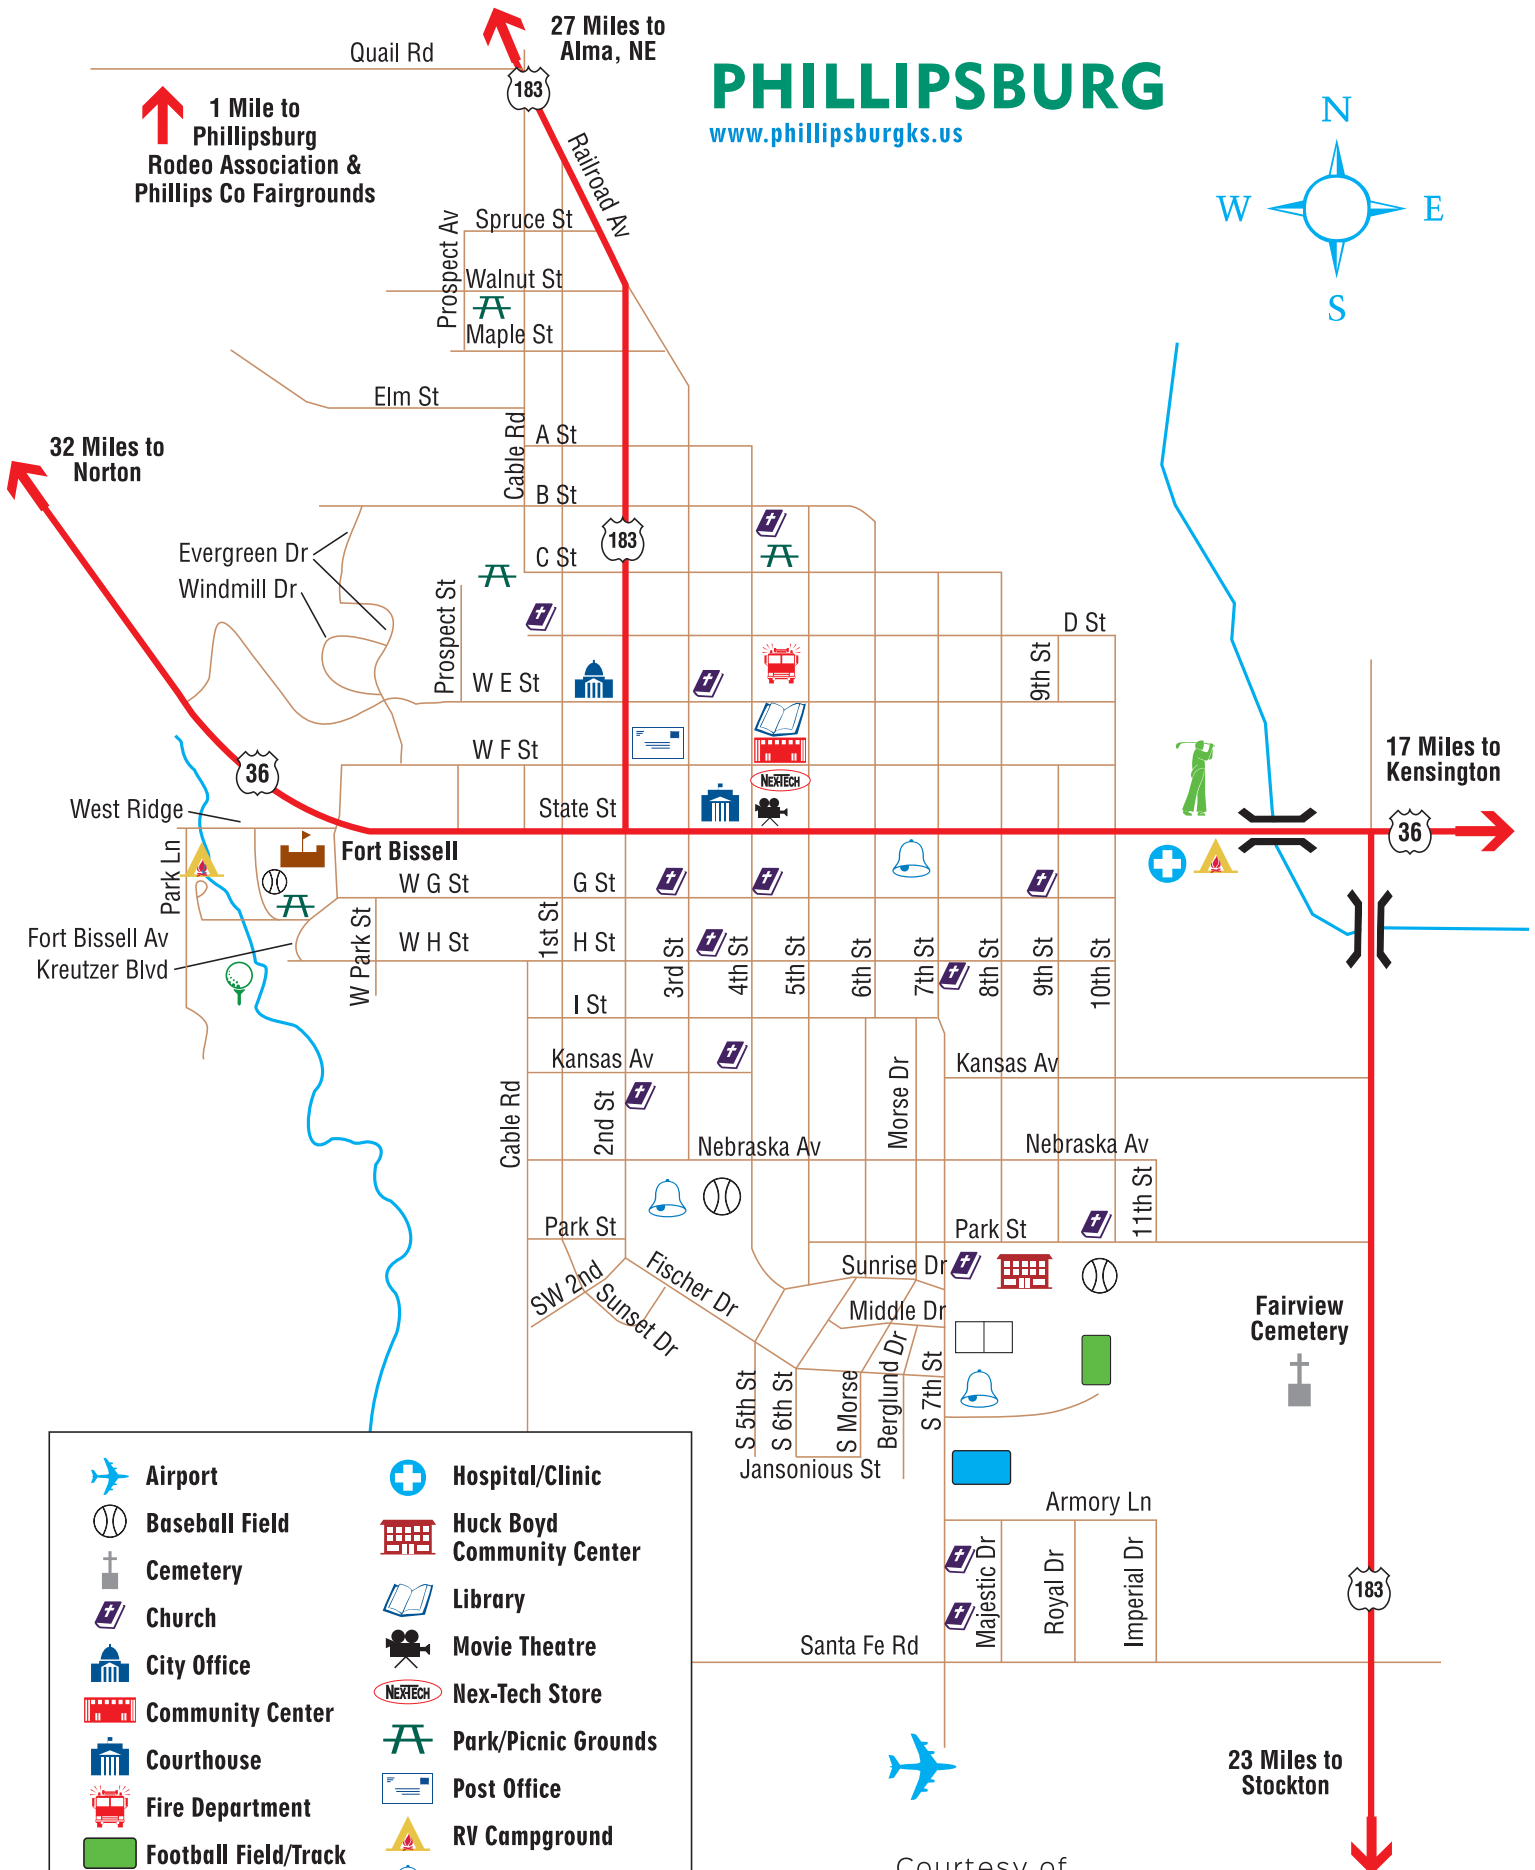 27 Miles to
Alma, NE
Quail Rd
183
PHILLIPSBURG
www.phillipsburgks.us
N
W
E
S
1 Mile to
Phillipsburg
Rodeo Association &
Phillips Co Fairgrounds
Railroad Av
Prospect Av
Spruce St
Walnut St
Maple St
Elm St
Cable Rd
A St
B St
32 Miles to
Norton
183
C St
Evergreen Dr
Windmill Dr
Prospect St
D St
9th St
W E St
W F St
36
NEX-TECH
State St
17 Miles to
Kensington
36
West Ridge
Park Ln
Fort Bissell
W G St
G St
W Park St
1st St
W H St
H St
3rd St
4th St
5th St
6th St
7th St
8th St
9th St
10th St
Fort Bissell Av
Kreutzer Blvd
I St
Kansas Av
Kansas Av
Cable Rd
2nd St
Morse Dr
Nebraska Av
Nebraska Av
11th St
Park St
Park St
SW 2nd
Sunset Dr
Fischer Dr
Sunrise Dr
Middle Dr
Fairview
Cemetery
S 5th St
S 6th St
S Morse
Berglund Dr
S 7th St
Jansonious St
Armory Ln
Majestic Dr
Royal Dr
Imperial Dr
183
Santa Fe Rd
23 Miles to
Stockton
Airport
Baseball Field
Cemetery
Church
City Office
Community Center
Courthouse
Fire Department
Football Field/Track
Hospital/Clinic
Huck Boyd
Community Center
Library
Movie Theatre
NEX-TECH
Nex-Tech Store
Park/Picnic Grounds
Post Office
RV Campground
Courtesy of